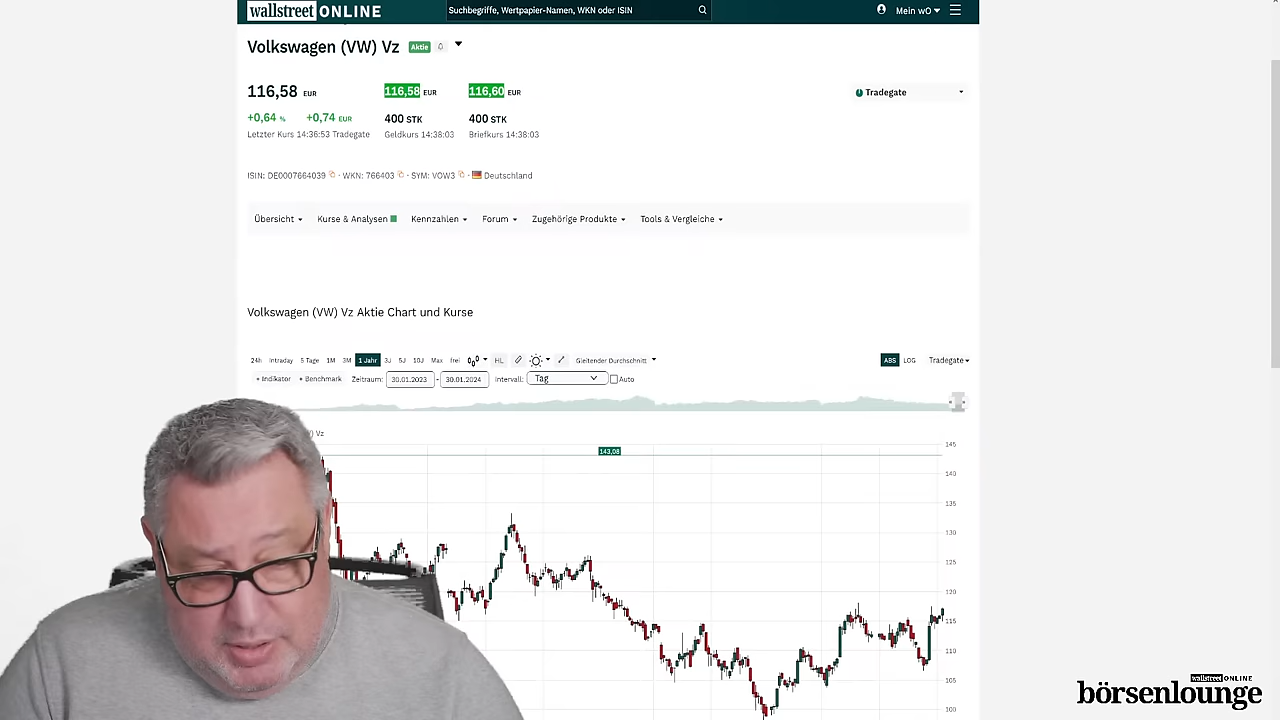 wallstreet ONLINE
Suchbegriffe, Wertpapier-Namen, WKN oder ISIN
Mein wO
Volkswagen (VW) Vz Aktie
116,58 EUR 116,58 EUR 116,60 EUR
Tradegate
+0,64 % +0,74 EUR 400 STK 400 STK
Letzter Kurs 14:36:53 Tradegate Geldkurs 14:38:03 Briefkurs 14:38:03
ISIN: DE0007664039 · WKN: 766403 · SYM: VOW3 · Deutschland
Übersicht Kurse & Analysen Kennzahlen Forum Zugehörige Produkte Tools & Vergleiche
Volkswagen (VW) Vz Aktie Chart und Kurse
24h Intraday 5 Tage 1M 3M 1 Jahr 3J 5J 10J Max frei HL Gleitender Durchschnitt ABS LOG Tradegate
+ Indikator + Benchmark Zeitraum: 30.01.2023 - 30.01.2024 Intervall: Tag Auto
) Vz
143,08
145
140
135
130
125
120
115
110
105
100
wallstreet ONLINE
börsenlounge